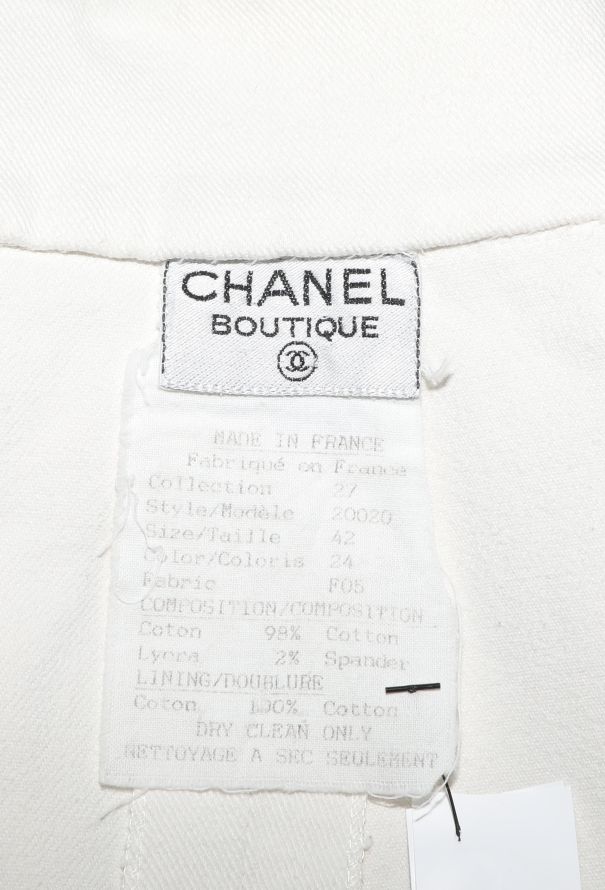 CHANEL
BOUTIQUE
MADE IN FRANCE
Fabriqué en France
Collection 27
Style/Modèle 20020
Size/Taille 42
Color/Coloris 24
Fabric F05
COMPOSITION/COMPOSITION
Coton 98% Cotton
Lycra 2% Spander
LINING/DOUBLURE
Coton 100% Cotton
DRY CLEAN ONLY
NETTOYAGE A SEC SEULEMENT